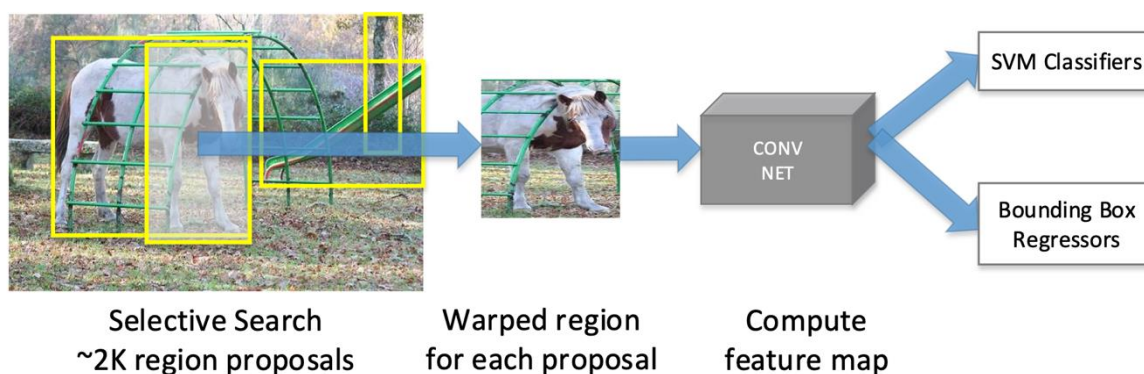 SVM Classifiers
CONV
NET
Bounding Box
Regressors
Selective Search
~2K region proposals
Warped region
for each proposal
Compute
feature map